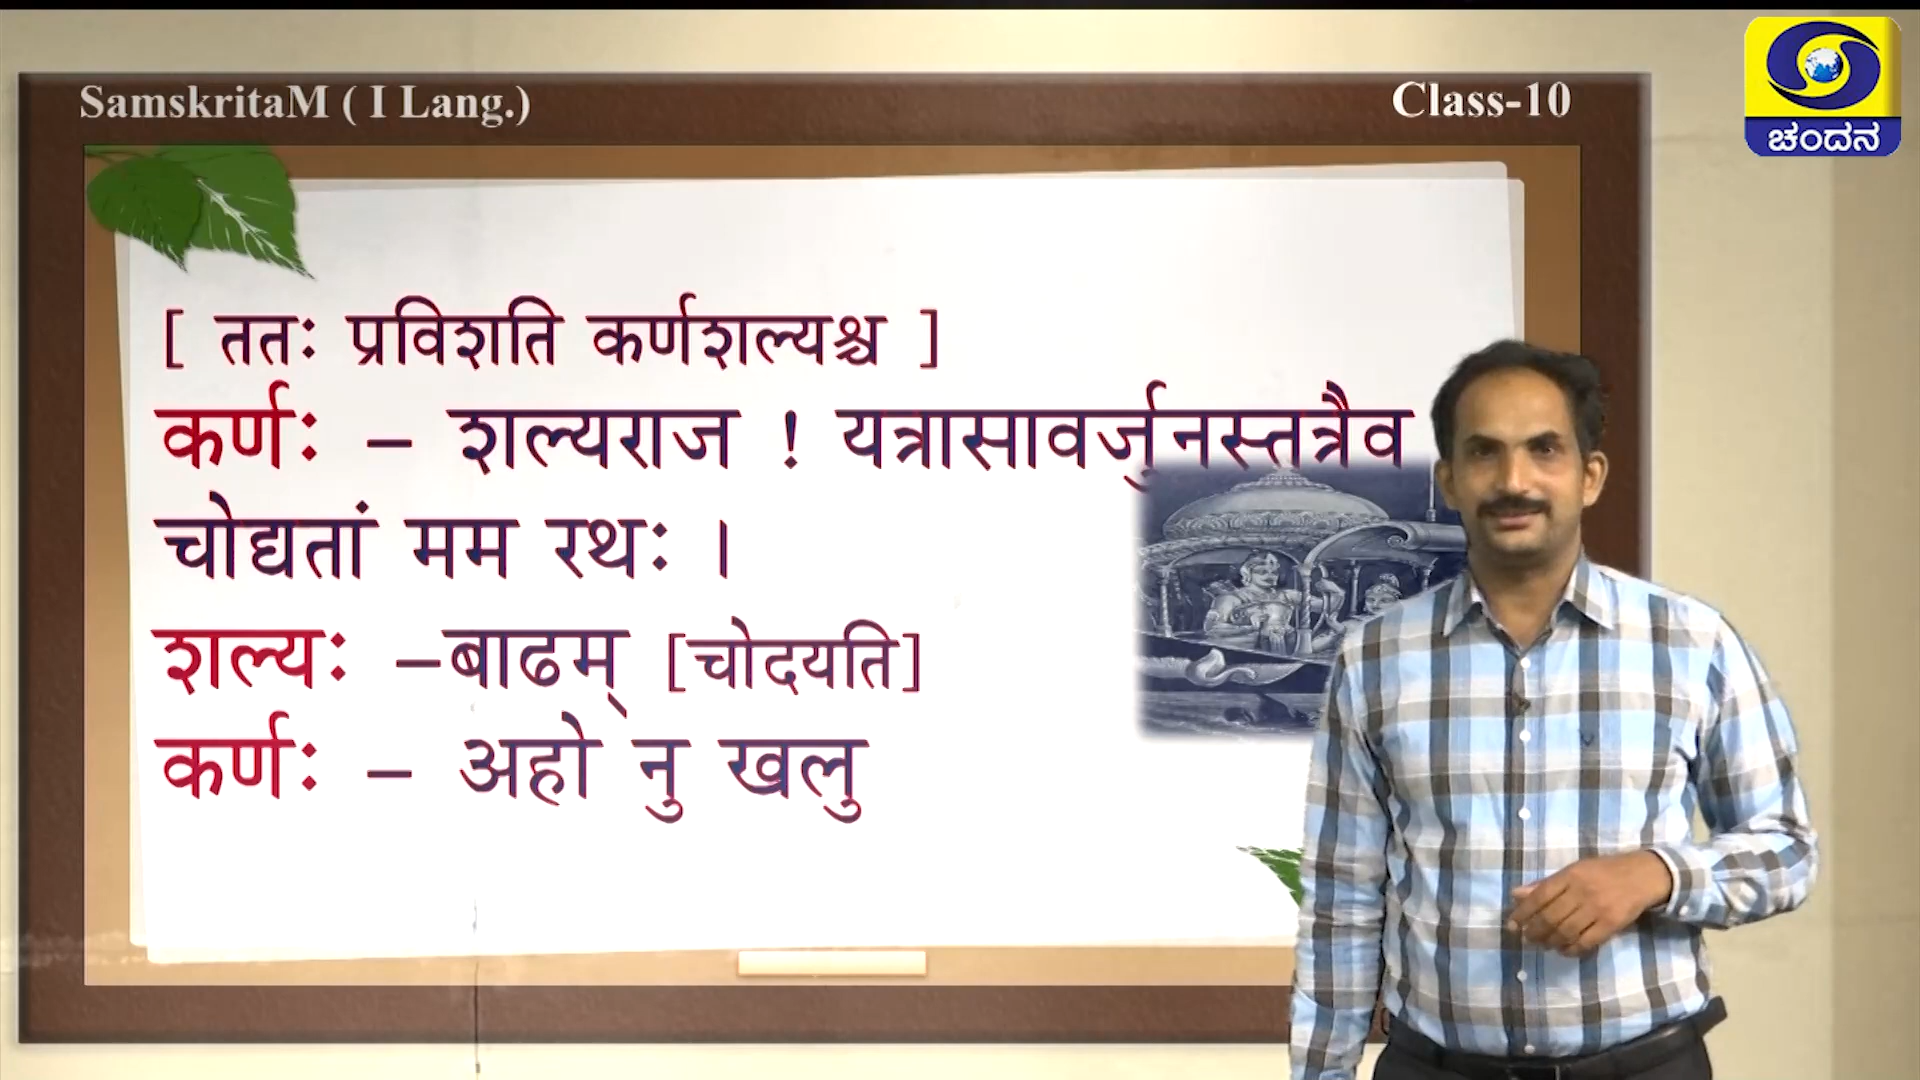 SamskritaM ( I Lang.)
Class-10
ಚಂದನ
[ ततः प्रविशति कर्णशल्यश्च ]
कर्णः – शल्यराज ! यत्रासावर्जुनस्तत्रैव
चोद्यतां मम रथः ।
शल्यः –बाढम् [चोदयति]
कर्णः – अहो नु खलु